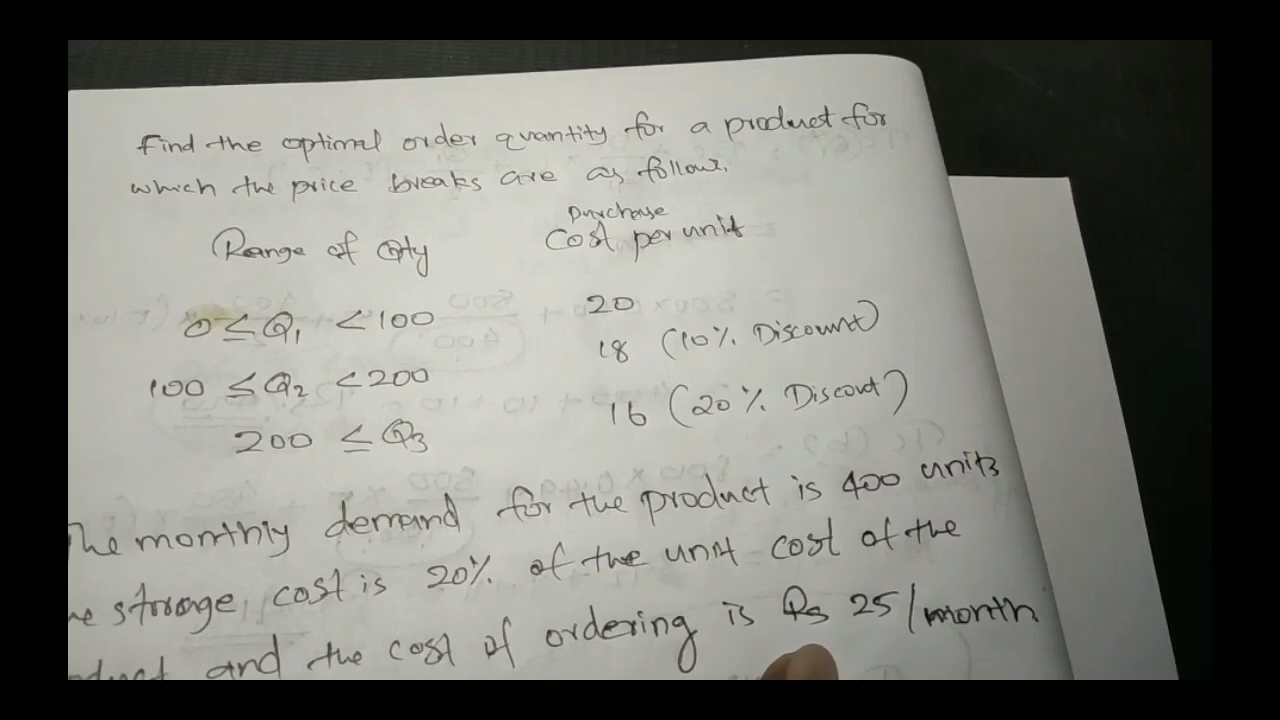 Find the optimal order quantity for a product for
which the price breaks are as follows.
Range of Qty
Purchase
Cost per unit
0 ≤ Q₁ < 100 20
100 ≤ Q₂ < 200 18 (10% Discount)
200 ≤ Q₃ 16 (20% Discout)
The monthly demand for the product is 400 units
storage cost is 20% of the unit cost of the
and the cost of ordering is Rs 25/month